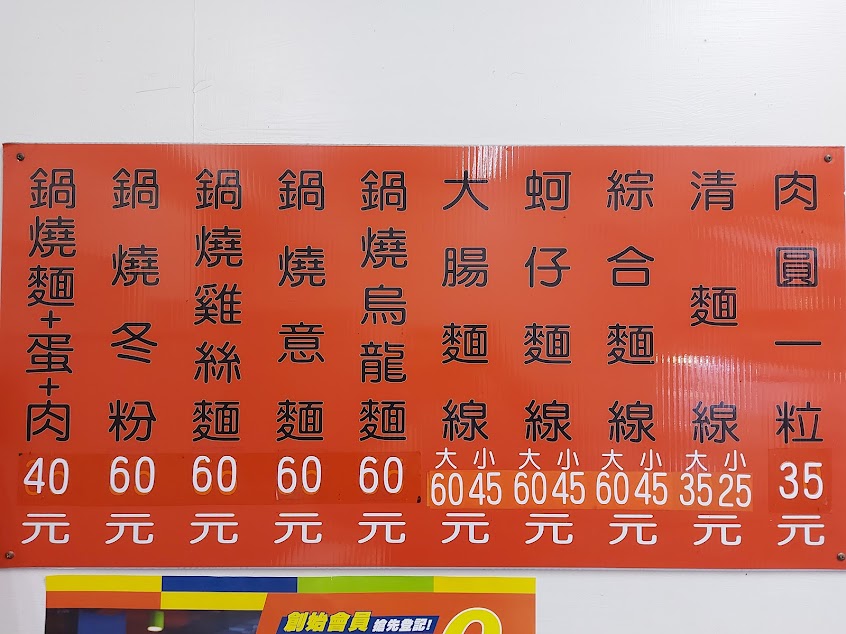 肉圓一粒 35元
清麵線 大35 小25元
綜合麵線 大60 小45元
蚵仔麵線 大60 小45元
大腸麵線 大60 小45元
鍋燒烏龍麵 60元
鍋燒意麵 60元
鍋燒雞絲麵 60元
鍋燒冬粉 60元
鍋燒麵+蛋+肉 40元
創始會員 搶先登記!